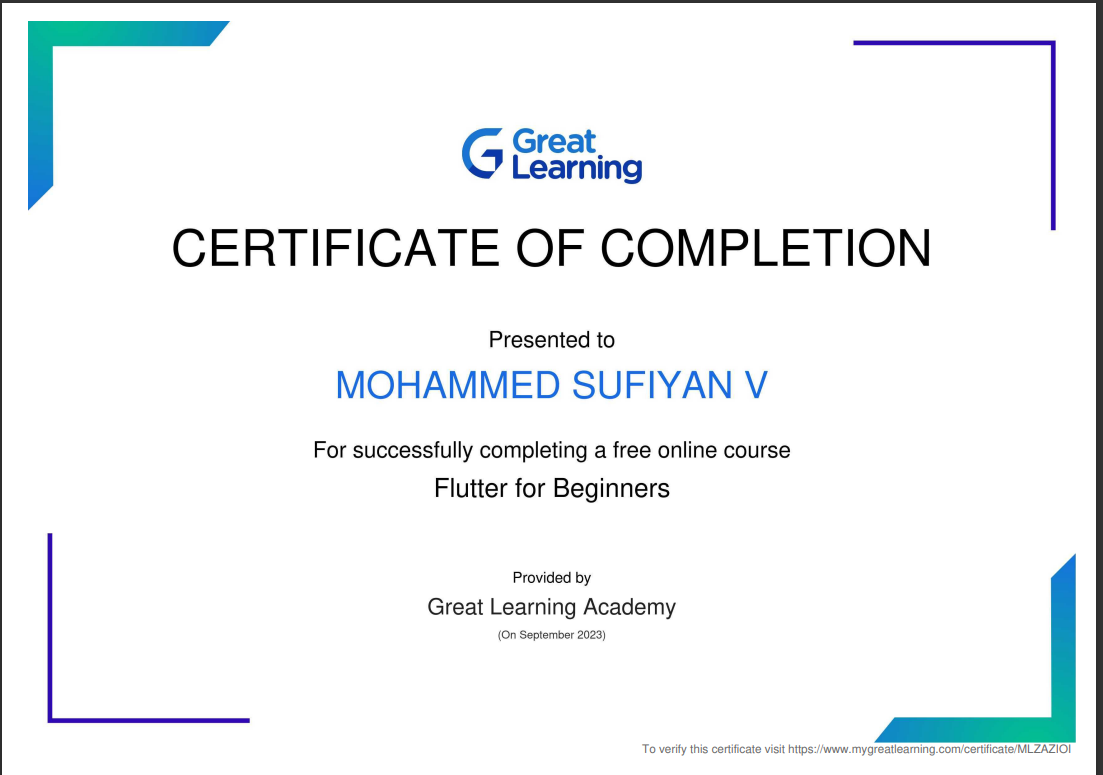 Great
Learning
CERTIFICATE OF COMPLETION
Presented to
MOHAMMED SUFIYAN V
For successfully completing a free online course
Flutter for Beginners
Provided by
Great Learning Academy
(On September 2023)
To verify this certificate visit https://www.mygreatlearning.com/certificate/MLZAZIOI